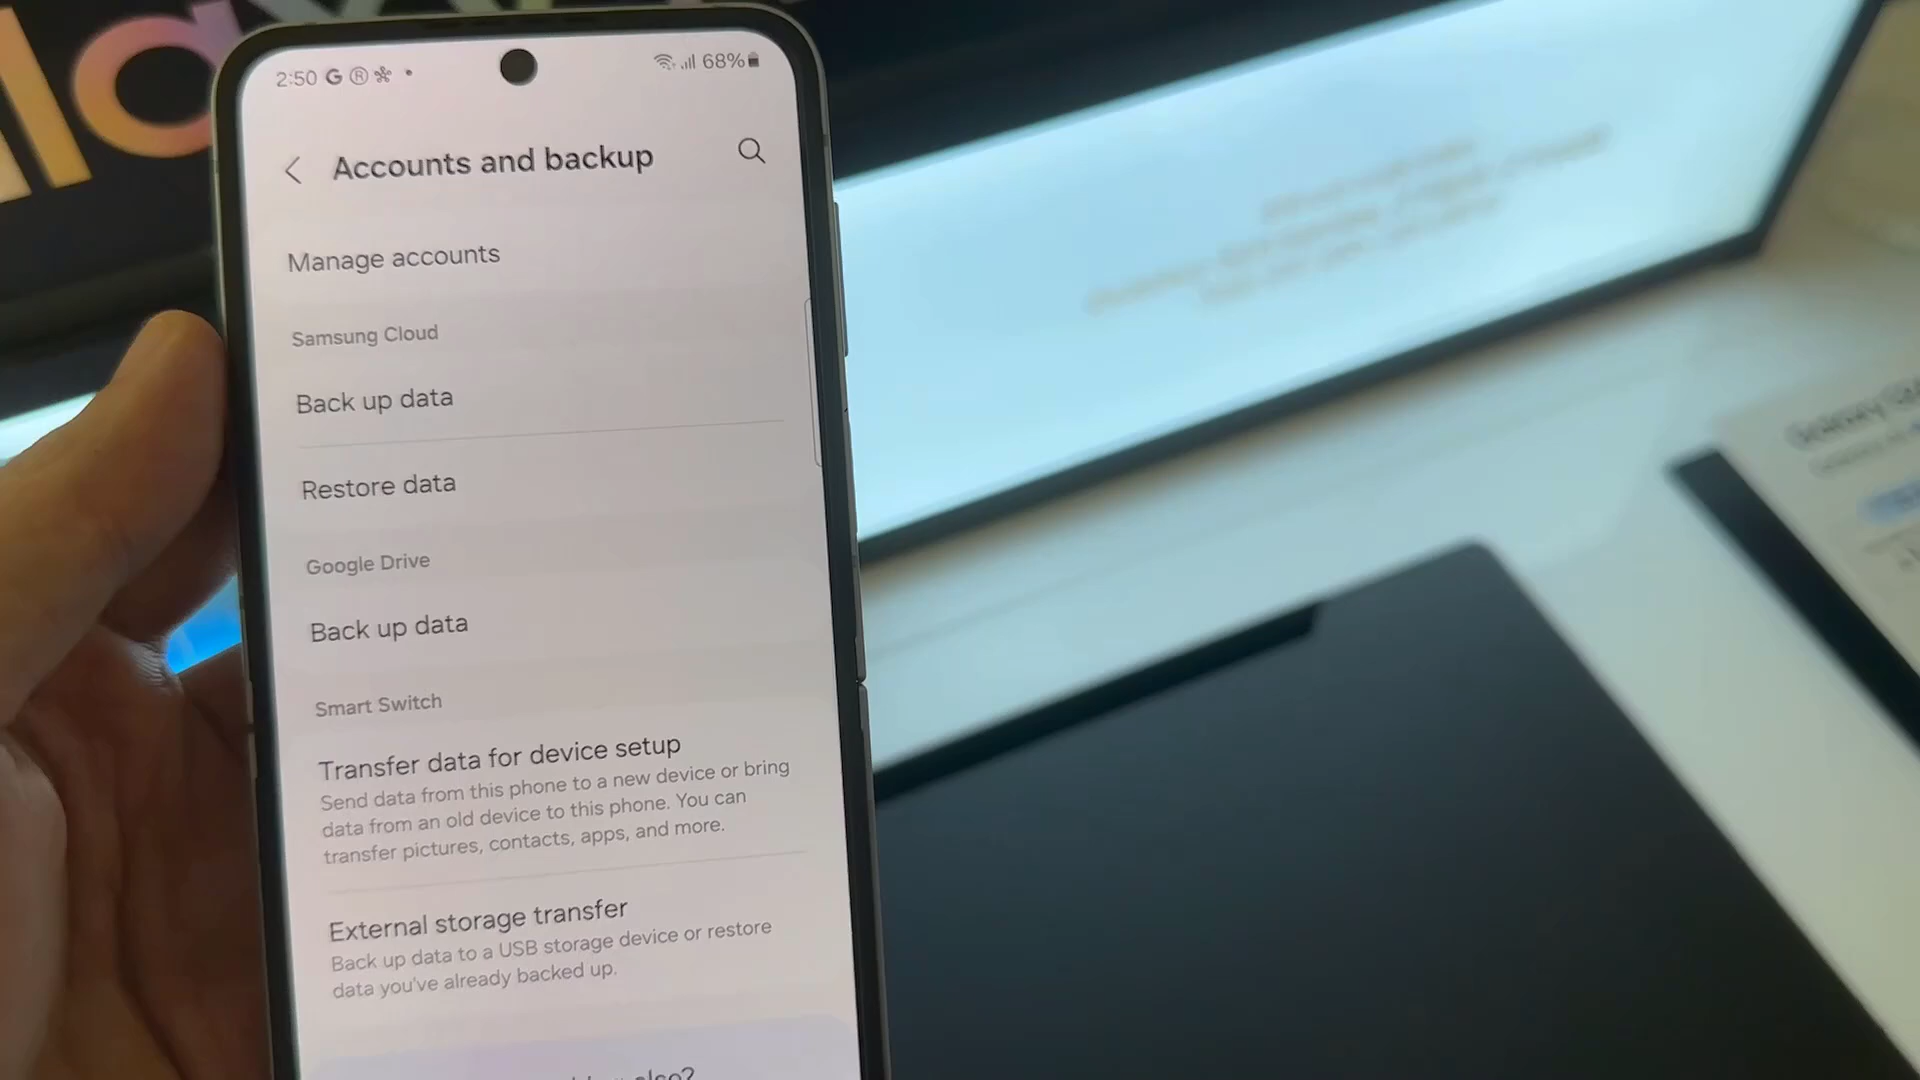 2:50 G
68%
Accounts and backup
Manage accounts
Samsung Cloud
Back up data
Restore data
Google Drive
Back up data
Smart Switch
Transfer data for device setup
Send data from this phone to a new device or bring
data from an old device to this phone. You can
transfer pictures, contacts, apps, and more.
External storage transfer
Back up data to a USB storage device or restore
data you've already backed up.
also?
Galaxy